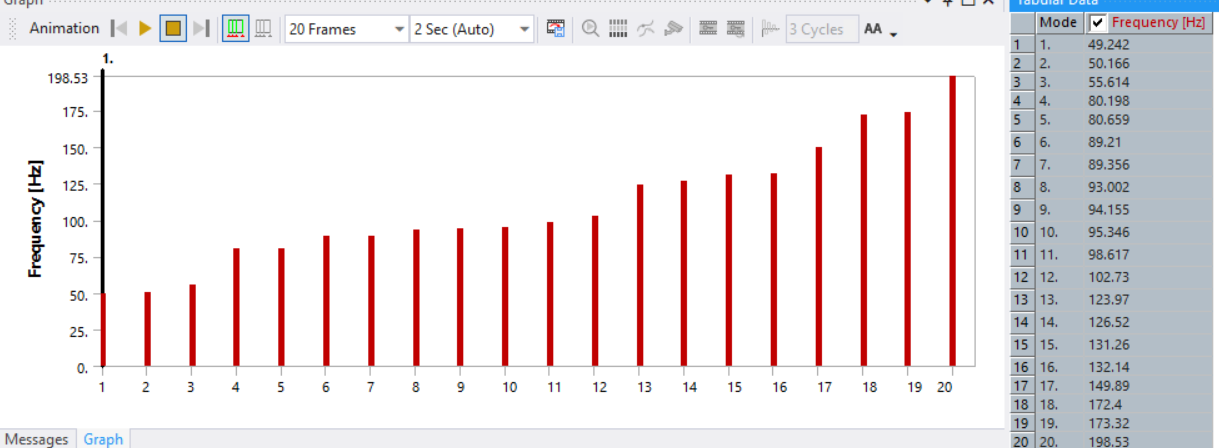 Graph
Animation 20 Frames 2 Sec (Auto) 3 Cycles AA
1.
198.53
175.
150.
125.
100.
75.
50.
25.
0.
Frequency [Hz]
1 2 3 4 5 6 7 8 9 10 11 12 13 14 15 16 17 18 19 20
Messages Graph
Tabular Data
Mode Frequency [Hz]
1 1. 49.242
2 2. 50.166
3 3. 55.614
4 4. 80.198
5 5. 80.659
6 6. 89.21
7 7. 89.356
8 8. 93.002
9 9. 94.155
10 10. 95.346
11 11. 98.617
12 12. 102.73
13 13. 123.97
14 14. 126.52
15 15. 131.26
16 16. 132.14
17 17. 149.89
18 18. 172.4
19 19. 173.32
20 20. 198.53